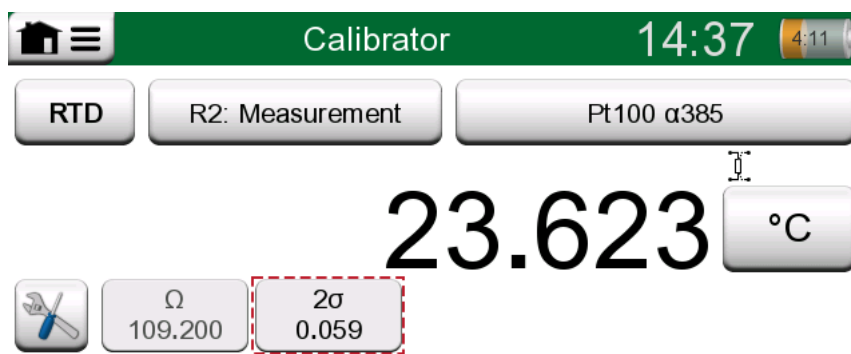 Calibrator 14:37 4:11
RTD R2: Measurement Pt100 α385
23.623 °C
Ω 2σ
109.200 0.059